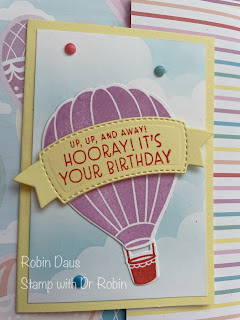 UP, UP, AND AWAY!
HOORAY! IT'S
YOUR BIRTHDAY
Robin Daus
Stamp with Dr Robin